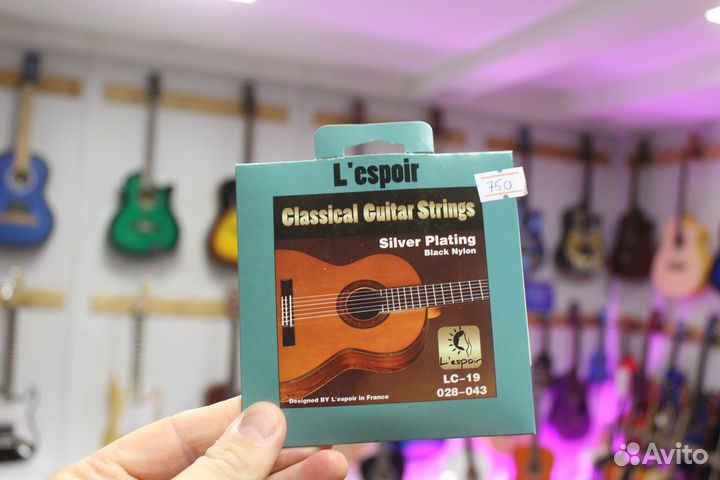 L'espoir
750
Classical Guitar Strings
Silver Plating
Black Nylon
L'espoir
LC-19
028-043
Designed BY L'espoir in France
Avito